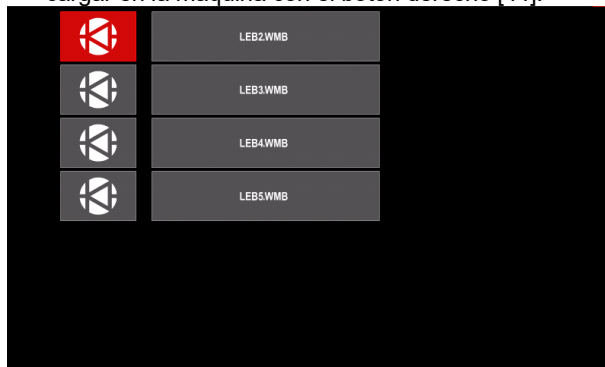 cargar en la máquina con el botón derecho
LEB2.WMB
LEB3.WMB
LEB4.WMB
LEB5.WMB